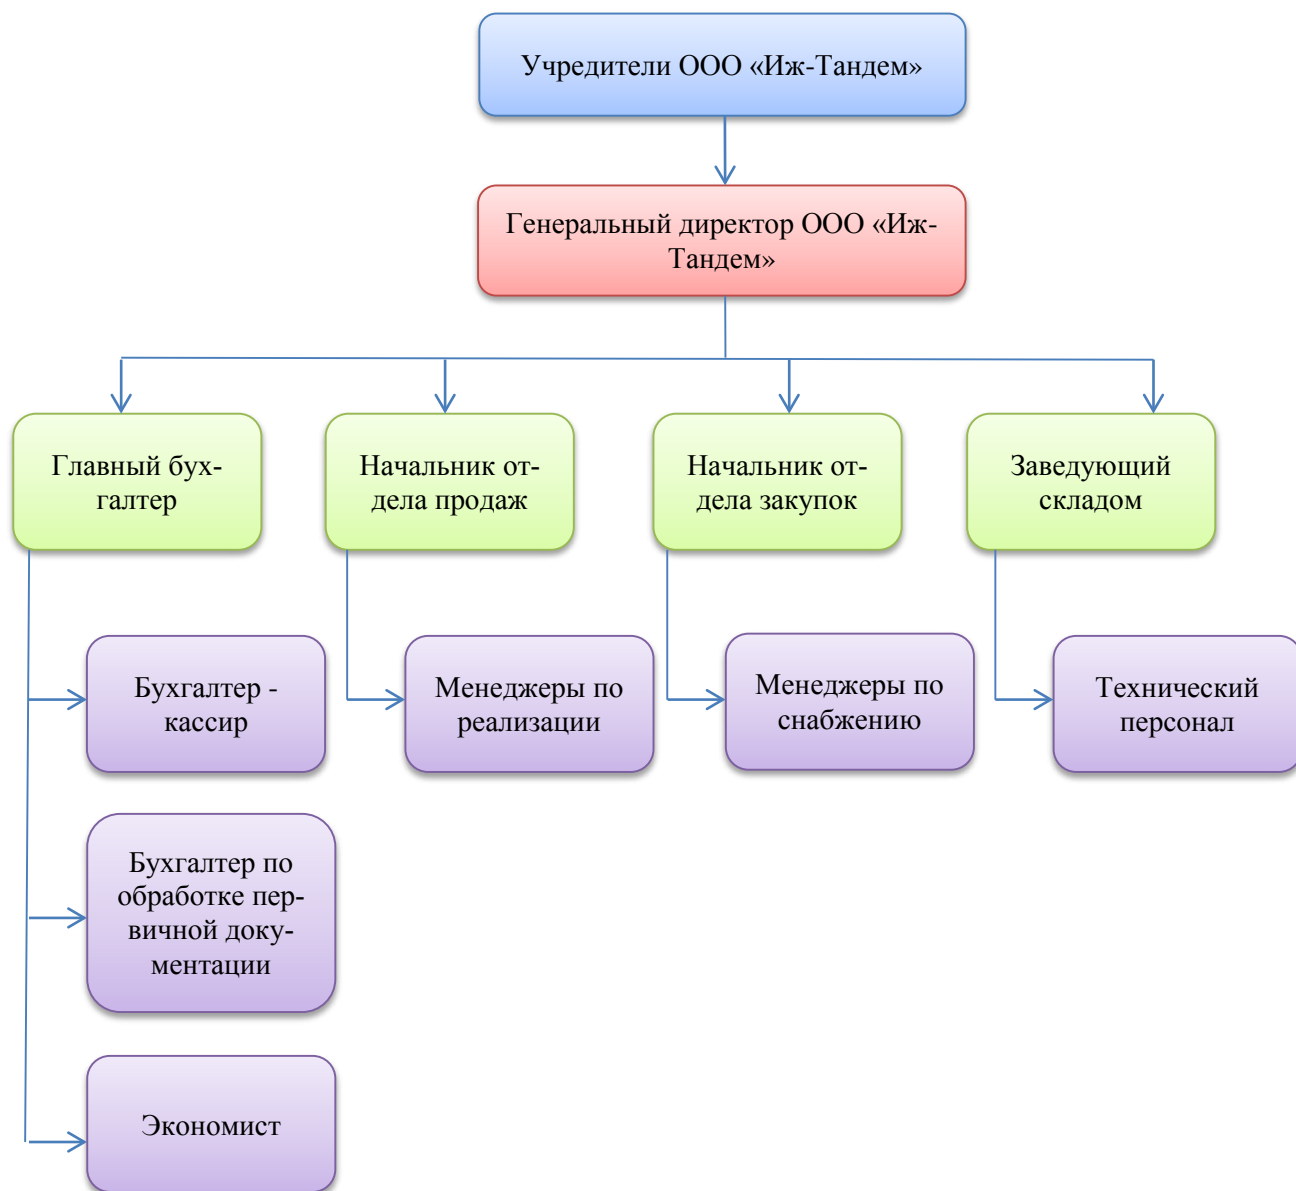 Учредители ООО «Иж-Тандем»
Генеральный директор ООО «Иж-
Тандем»
Главный бух-
галтер
Начальник от-
дела продаж
Начальник от-
дела закупок
Заведующий
складом
Бухгалтер -
кассир
Менеджеры по
реализации
Менеджеры по
снабжению
Технический
персонал
Бухгалтер по
обработке пер-
вичной доку-
ментации
Экономист